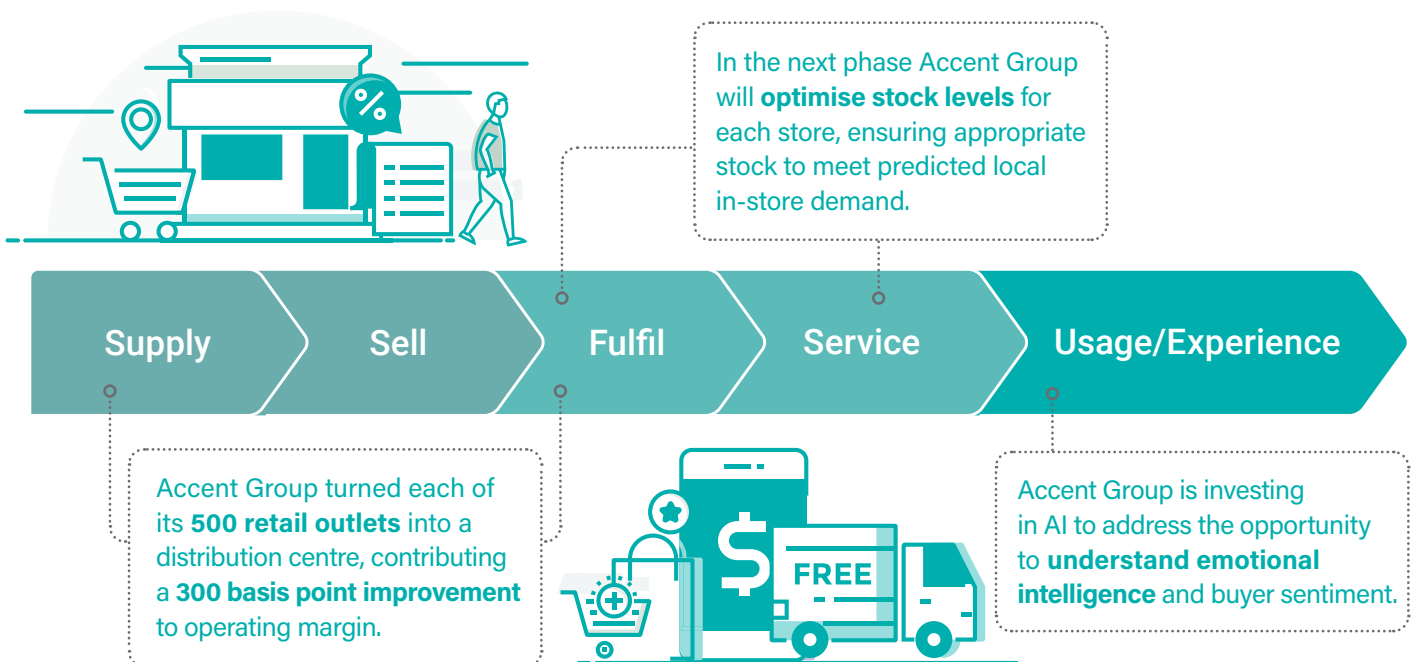 %
In the next phase Accent Group
will optimise stock levels for
each store, ensuring appropriate
stock to meet predicted local
in-store demand.
Supply
Sell
Fulfil
Service
Usage/Experience
Accent Group turned each of
its 500 retail outlets into a
distribution centre, contributing
a 300 basis point improvement
to operating margin.
$
FREE
Accent Group is investing
in AI to address the opportunity
to understand emotional
intelligence and buyer sentiment.